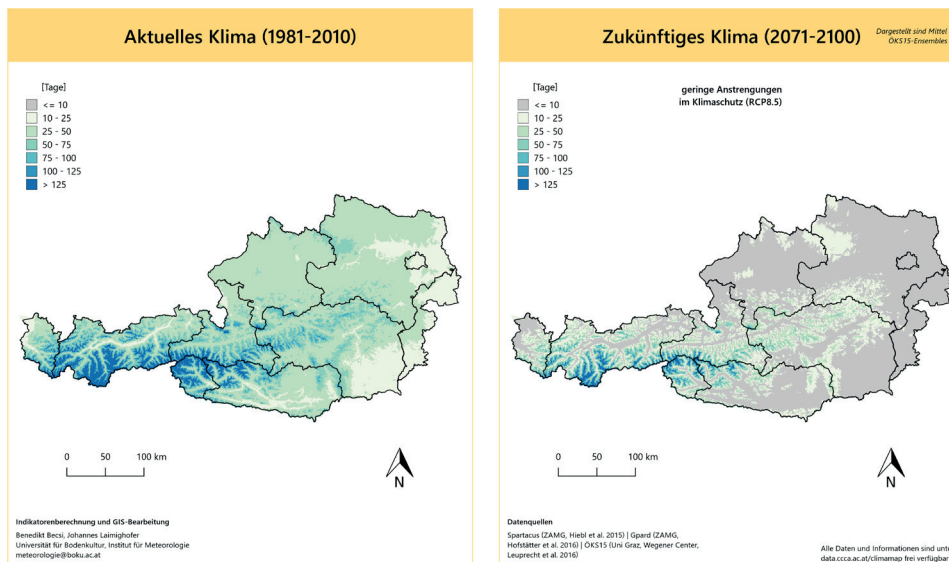 Aktuelles Klima (1981-2010)
[Tage]
<= 10
10 - 25
25 - 50
50 - 75
75 - 100
100 - 125
> 125
0 50 100 km
N
Indikatorenberechnung und GIS-Bearbeitung
Benedikt Becsi, Johannes Laimighofer
Universität für Bodenkultur, Institut für Meteorologie
meteorologie@boku.ac.at
Zukünftiges Klima (2071-2100)
Dargestellt sind Mittel
ÖKS15-Ensembles
[Tage]
<= 10
10 - 25
25 - 50
50 - 75
75 - 100
100 - 125
> 125
geringe Anstrengungen
im Klimaschutz (RCP8.5)
0 50 100 km
N
Datenquellen
Spartacus (ZAMG, Hiebl et al. 2015) | Gpard (ZAMG,
Hofstätter et al. 2016) | ÖKS15 (Uni Graz, Wegener Center,
Leuprecht et al. 2016)
Alle Daten und Informationen sind unte
data.ccca.ac.at/climamap frei verfügbar